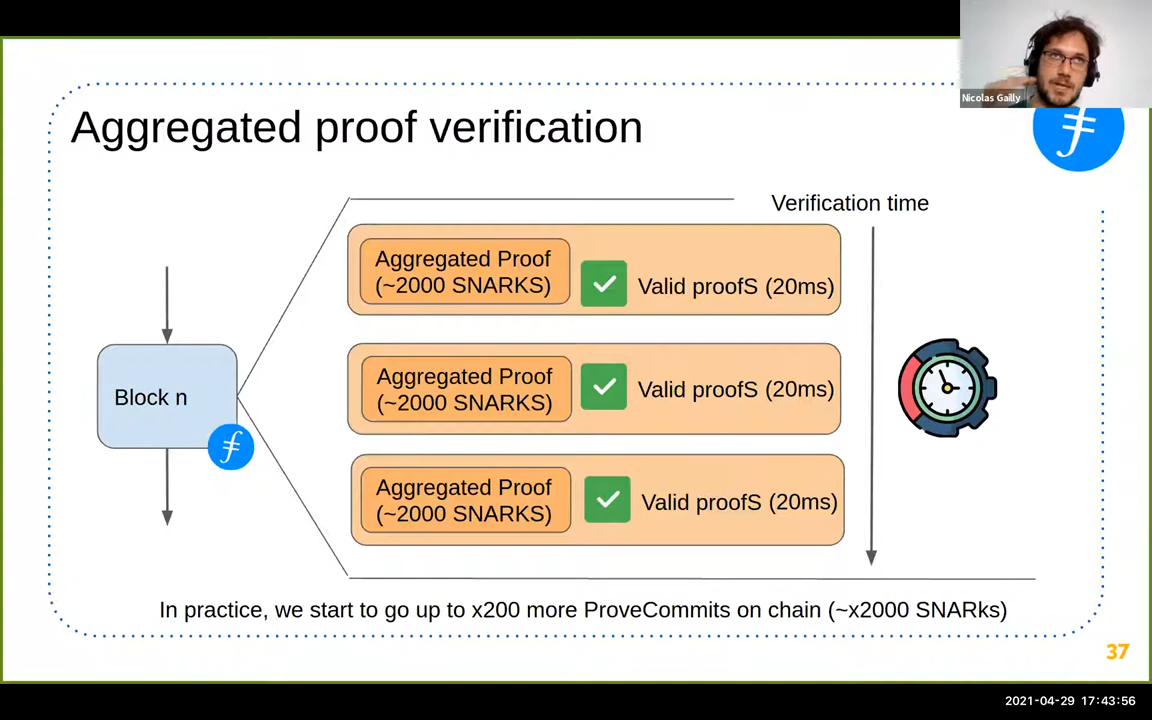 Nicolas Gailly
Aggregated proof verification
Verification time
Aggregated Proof
(~2000 SNARKS)
Valid proofS (20ms)
Block n
Aggregated Proof
(~2000 SNARKS)
Valid proofS (20ms)
Aggregated Proof
(~2000 SNARKS)
Valid proofS (20ms)
In practice, we start to go up to x200 more ProveCommits on chain (~x2000 SNARks)
37
2021-04-29 17:43:56